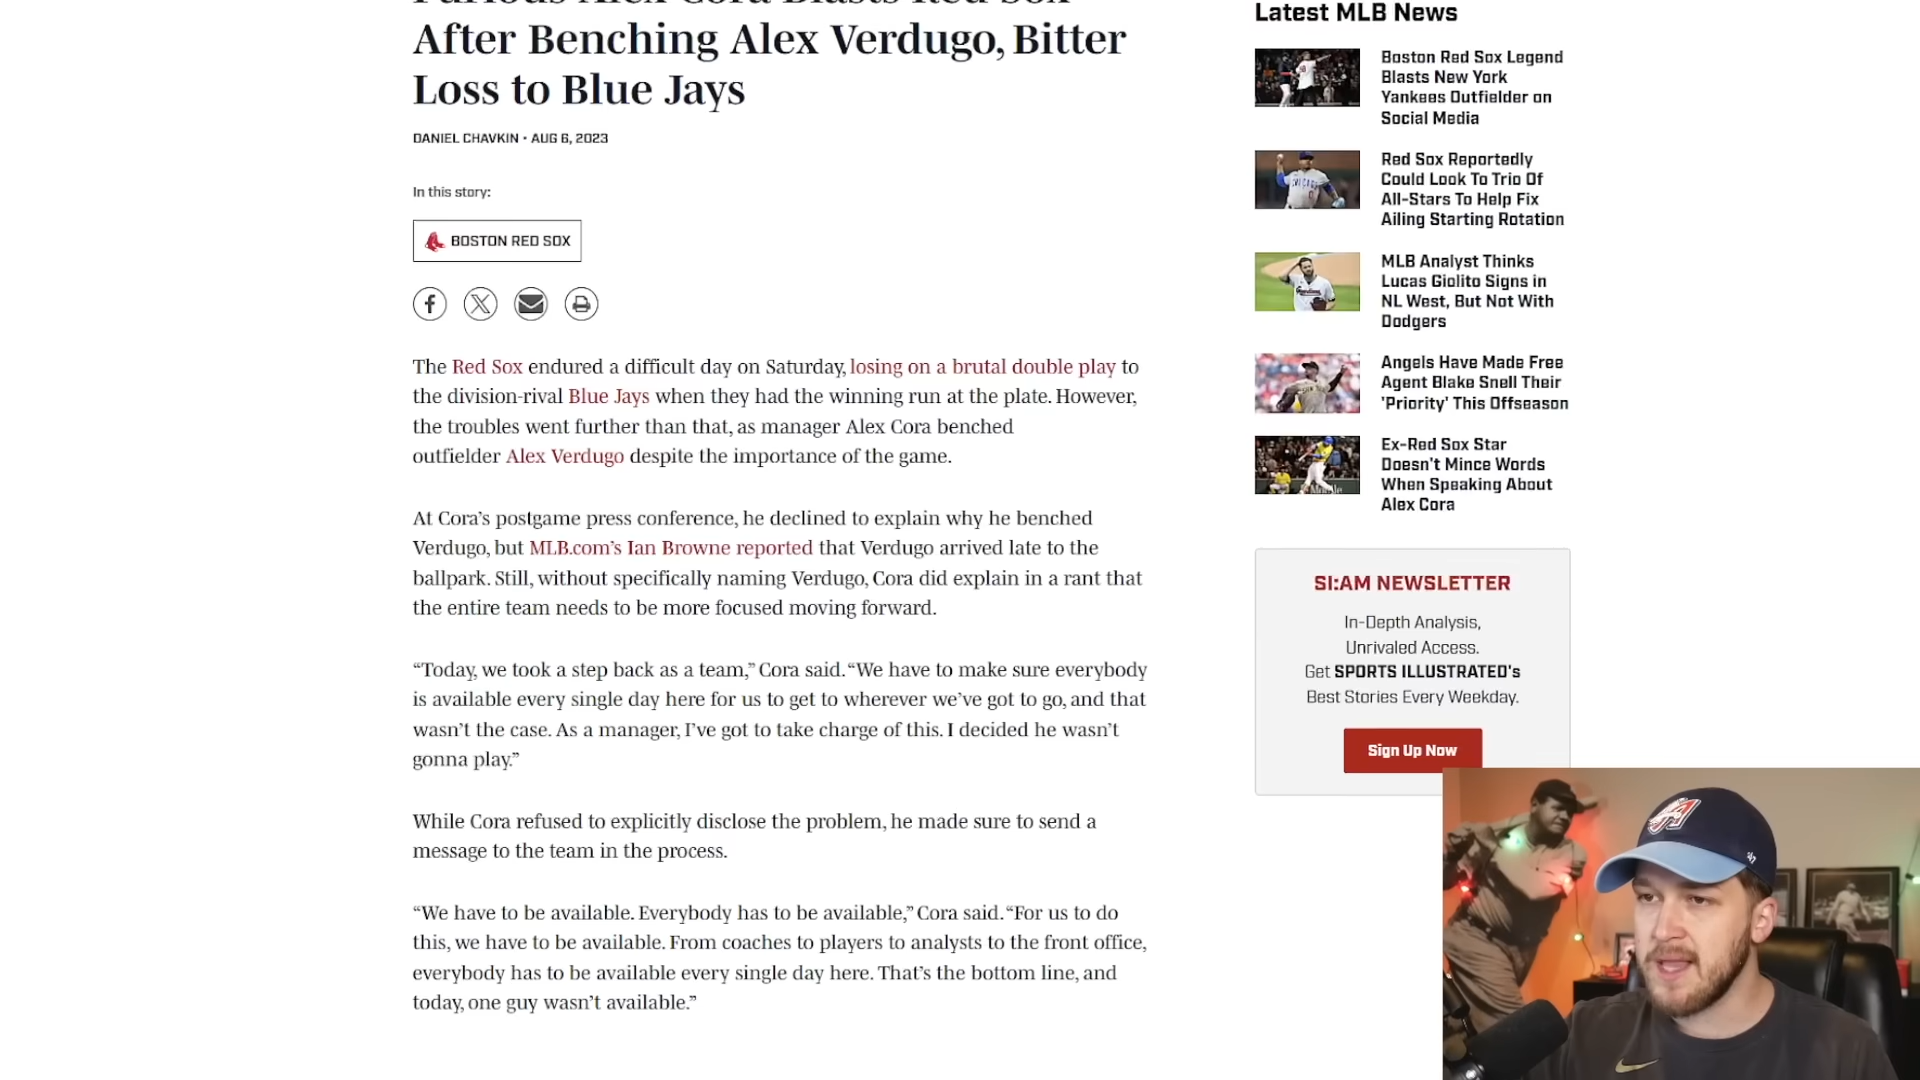 Furious Alex Cora Blasts Red Sox
After Benching Alex Verdugo, Bitter
Loss to Blue Jays
DANIEL CHAVKIN • AUG 6, 2023
In this story:
BOSTON RED SOX
The Red Sox endured a difficult day on Saturday, losing on a brutal double play to
the division-rival Blue Jays when they had the winning run at the plate. However,
the troubles went further than that, as manager Alex Cora benched
outfielder Alex Verdugo despite the importance of the game.
At Cora’s postgame press conference, he declined to explain why he benched
Verdugo, but MLB.com’s Ian Browne reported that Verdugo arrived late to the
ballpark. Still, without specifically naming Verdugo, Cora did explain in a rant that
the entire team needs to be more focused moving forward.
“Today, we took a step back as a team,” Cora said. “We have to make sure everybody
is available every single day here for us to get to wherever we’ve got to go, and that
wasn’t the case. As a manager, I’ve got to take charge of this. I decided he wasn’t
gonna play.”
While Cora refused to explicitly disclose the problem, he made sure to send a
message to the team in the process.
“We have to be available. Everybody has to be available,” Cora said. “For us to do
this, we have to be available. From coaches to players to analysts to the front office,
everybody has to be available every single day here. That’s the bottom line, and
today, one guy wasn’t available.”
Latest MLB News
Boston Red Sox Legend
Blasts New York
Yankees Outfielder on
Social Media
Red Sox Reportedly
Could Look To Trio Of
All-Stars To Help Fix
Ailing Starting Rotation
MLB Analyst Thinks
Lucas Giolito Signs in
NL West, But Not With
Dodgers
Angels Have Made Free
Agent Blake Snell Their
'Priority' This Offseason
Ex-Red Sox Star
Doesn't Mince Words
When Speaking About
Alex Cora
SI:AM NEWSLETTER
In-Depth Analysis,
Unrivaled Access.
Get SPORTS ILLUSTRATED's
Best Stories Every Weekday.
Sign Up Now
A
'47